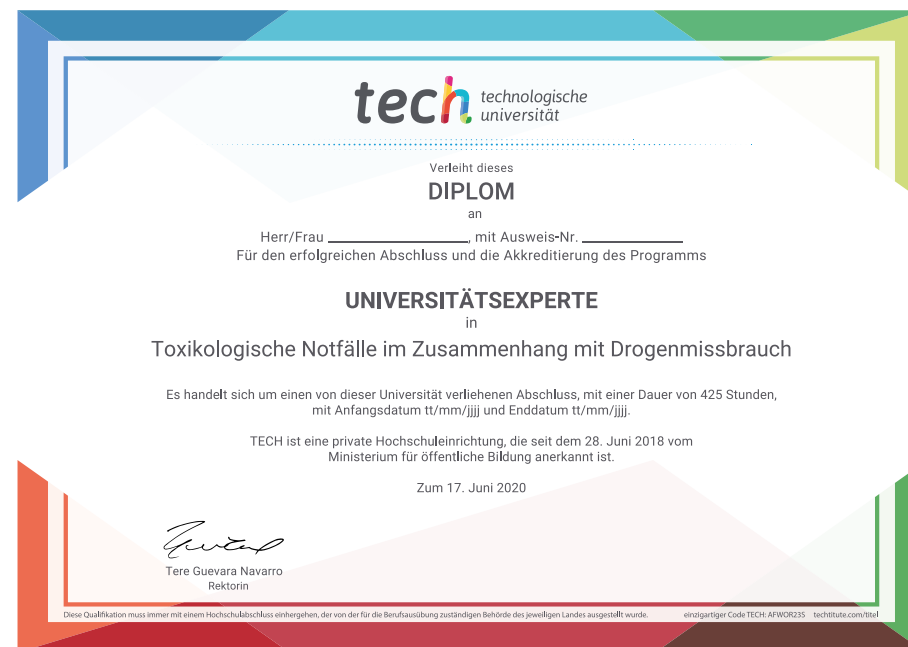 tech technologische
universität
Verleiht dieses
DIPLOM
an
Herr/Frau ____________________, mit Ausweis-Nr. ______________
Für den erfolgreichen Abschluss und die Akkreditierung des Programms
UNIVERSITÄTSEXPERTE
in
Toxikologische Notfälle im Zusammenhang mit Drogenmissbrauch
Es handelt sich um einen von dieser Universität verliehenen Abschluss, mit einer Dauer von 425 Stunden,
mit Anfangsdatum tt/mm/jjjj und Enddatum tt/mm/jjjj.
TECH ist eine private Hochschuleinrichtung, die seit dem 28. Juni 2018 vom
Ministerium für öffentliche Bildung anerkannt ist.
Zum 17. Juni 2020
Tere Guevara Navarro
Rektorin
Diese Qualifikation muss immer mit einem Hochschulabschluss einhergehen, der von der für die Berufsausübung zuständigen Behörde des jeweiligen Landes ausgestellt wurde. einzigartiger Code TECH: AFWOR23S techtitute.com/titel